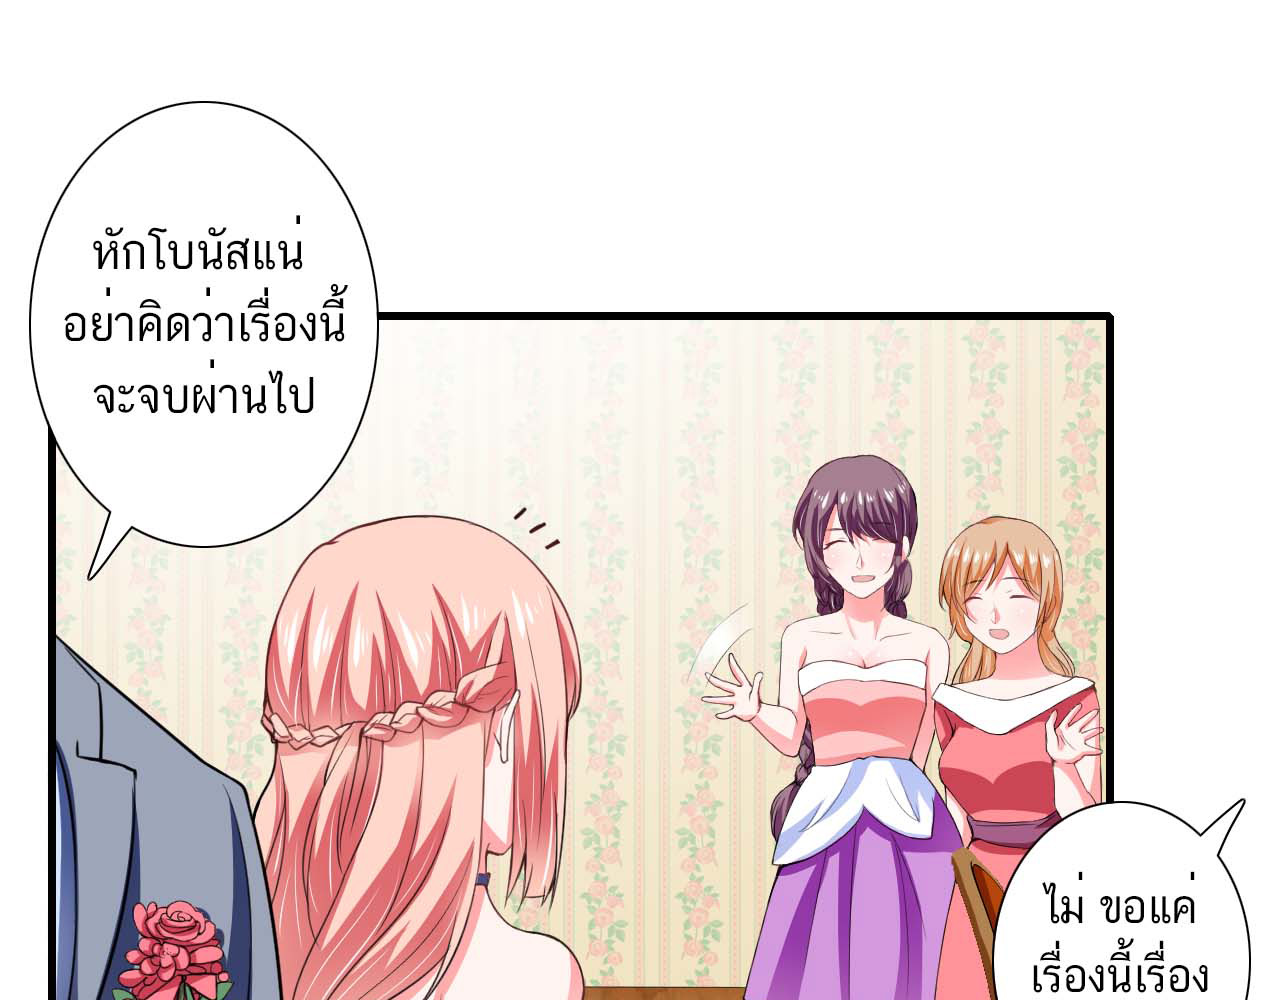 หักโบนัสแน่
อย่าคิดว่าเรื่องนี้
จะจบผ่านไป
ไม่ ขอแค่
เรื่องนี้เรื่อง